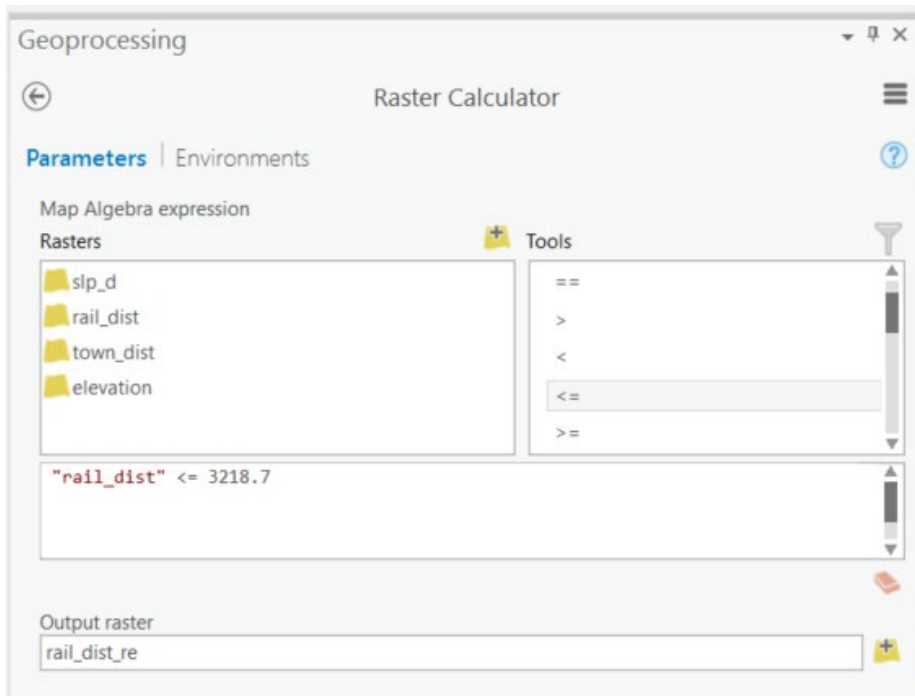 Geoprocessing
Raster Calculator
Parameters | Environments
?
Map Algebra expression
Rasters
Tools
slp_d
rail_dist
town_dist
elevation
==
>
<
<=
>=
"rail_dist" <= 3218.7
Output raster
rail_dist_re